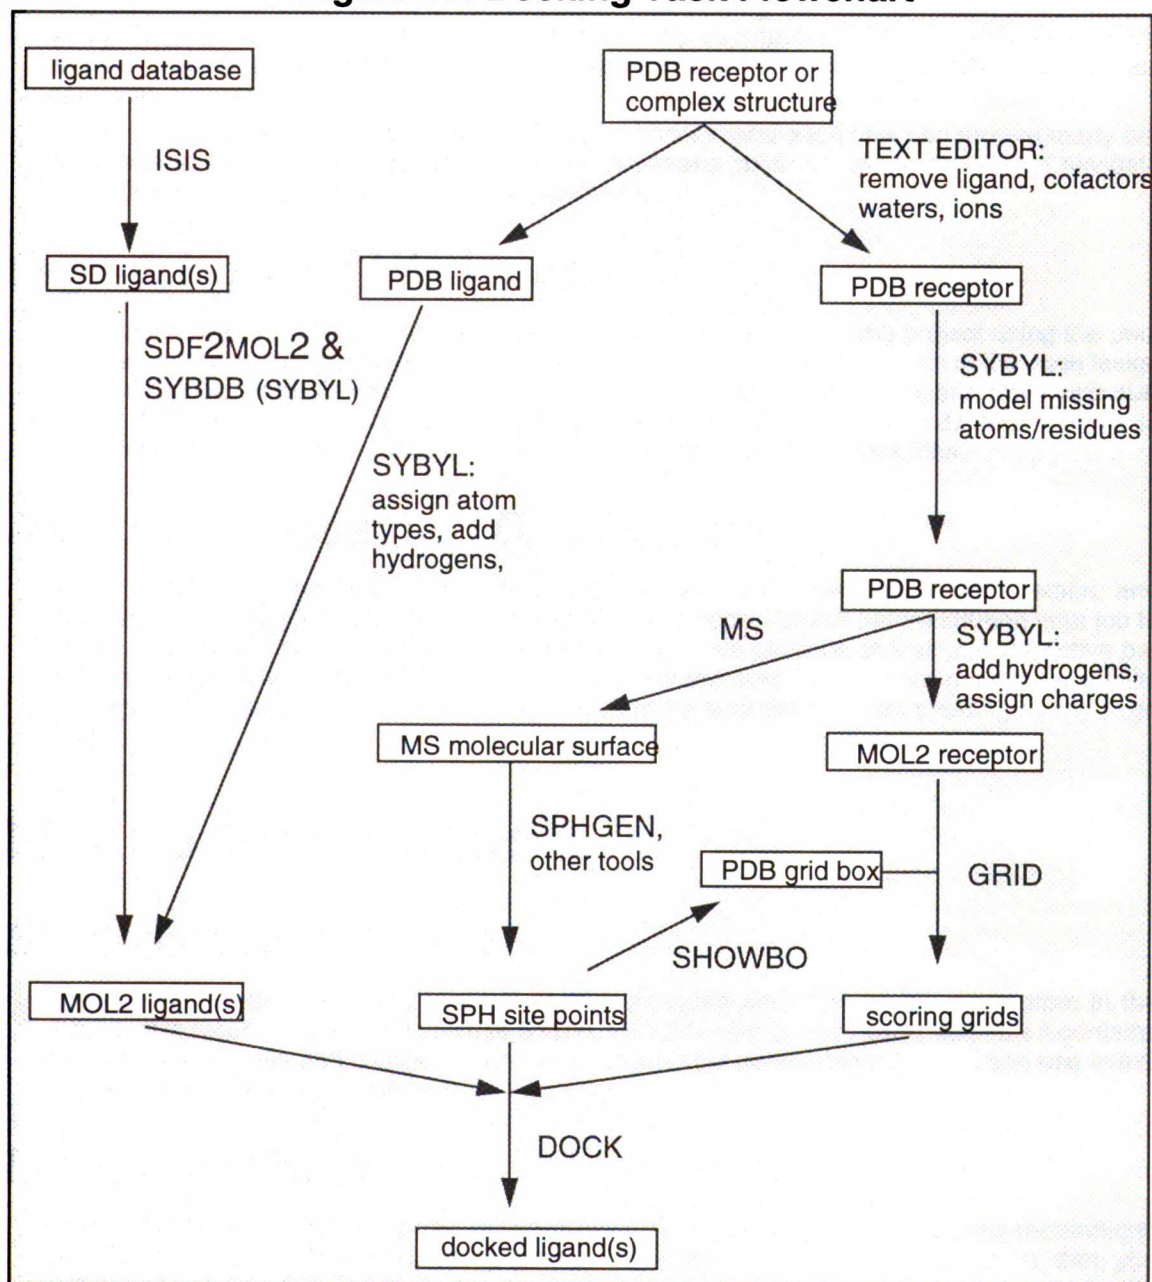 ligand database
PDB receptor or
complex structure
ISIS
TEXT EDITOR:
remove ligand, cofactors
waters, ions
SD ligand(s)
PDB ligand
PDB receptor
SDF2MOL2 &
SYBDB (SYBYL)
SYBYL:
model missing
atoms/residues
SYBYL:
assign atom
types, add
hydrogens,
PDB receptor
MS
SYBYL:
add hydrogens,
assign charges
MS molecular surface
MOL2 receptor
SPHGEN,
other tools
PDB grid box
GRID
SHOWBO
MOL2 ligand(s)
SPH site points
scoring grids
DOCK
docked ligand(s)